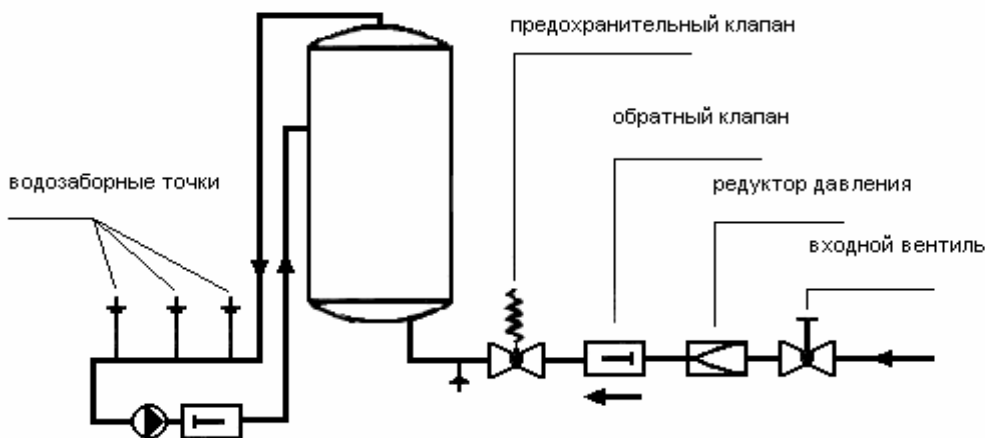 предохранительный клапан
обратный клапан
водозаборные точки
редуктор давления
входной вентиль